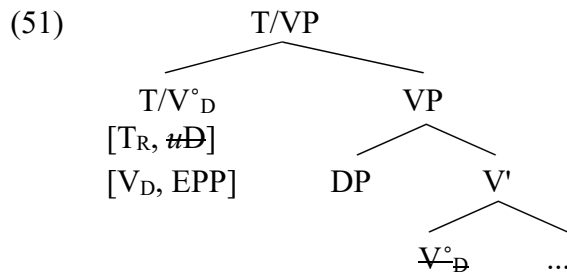 (51) T/VP
T/V°D VP
[TR, uD]
[VD, EPP] DP V'
V°D ...